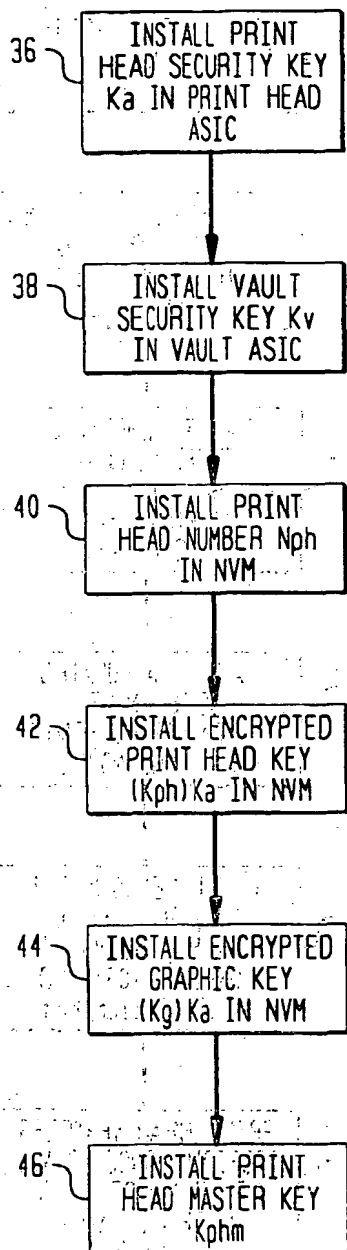 36
INSTALL PRINT
HEAD SECURITY KEY
Ka IN PRINT HEAD
ASIC
38
INSTALL VAULT
SECURITY KEY Kv
IN VAULT ASIC
40
INSTALL PRINT
HEAD NUMBER Nph
IN NVM
42
INSTALL ENCRYPTED
PRINT HEAD KEY
(Kph)Ka IN NVM
44
INSTALL ENCRYPTED
GRAPHIC KEY
(Kg)Ka IN NVM
46
INSTALL PRINT
HEAD MASTER KEY
Kphm